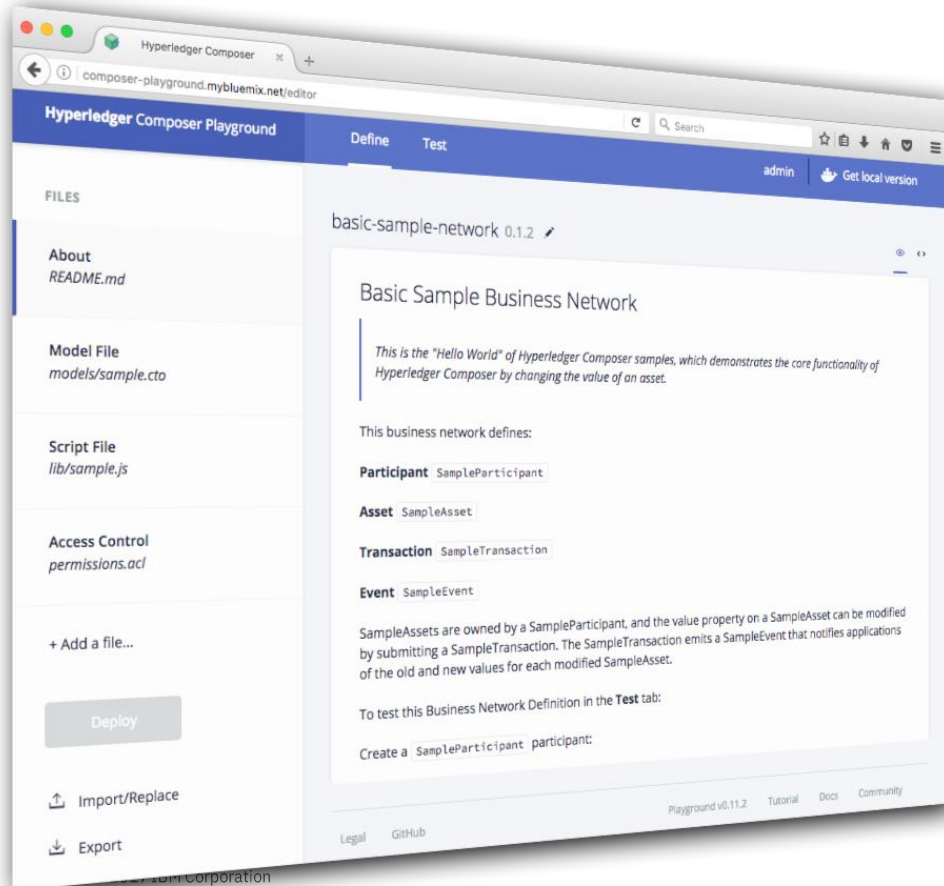 Hyperledger Composer
composer-playground.mybluemix.net/editor
Search
Hyperledger Composer Playground
Define
Test
admin
Get local version
FILES
About
README.md
Model File
models/sample.cto
Script File
lib/sample.js
Access Control
permissions.acl
+ Add a file...
Deploy
Import/Replace
Export
basic-sample-network 0.1.2
Basic Sample Business Network
This is the "Hello World" of Hyperledger Composer samples, which demonstrates the core functionality of
Hyperledger Composer by changing the value of an asset.
This business network defines:
Participant SampleParticipant
Asset SampleAsset
Transaction SampleTransaction
Event SampleEvent
SampleAssets are owned by a SampleParticipant, and the value property on a SampleAsset can be modified
by submitting a SampleTransaction. The SampleTransaction emits a SampleEvent that notifies applications
of the old and new values for each modified SampleAsset.
To test this Business Network Definition in the Test tab:
Create a SampleParticipant participant:
Legal
GitHub
Playground v0.11.2
Tutorial
Docs
Community
IBM Corporation